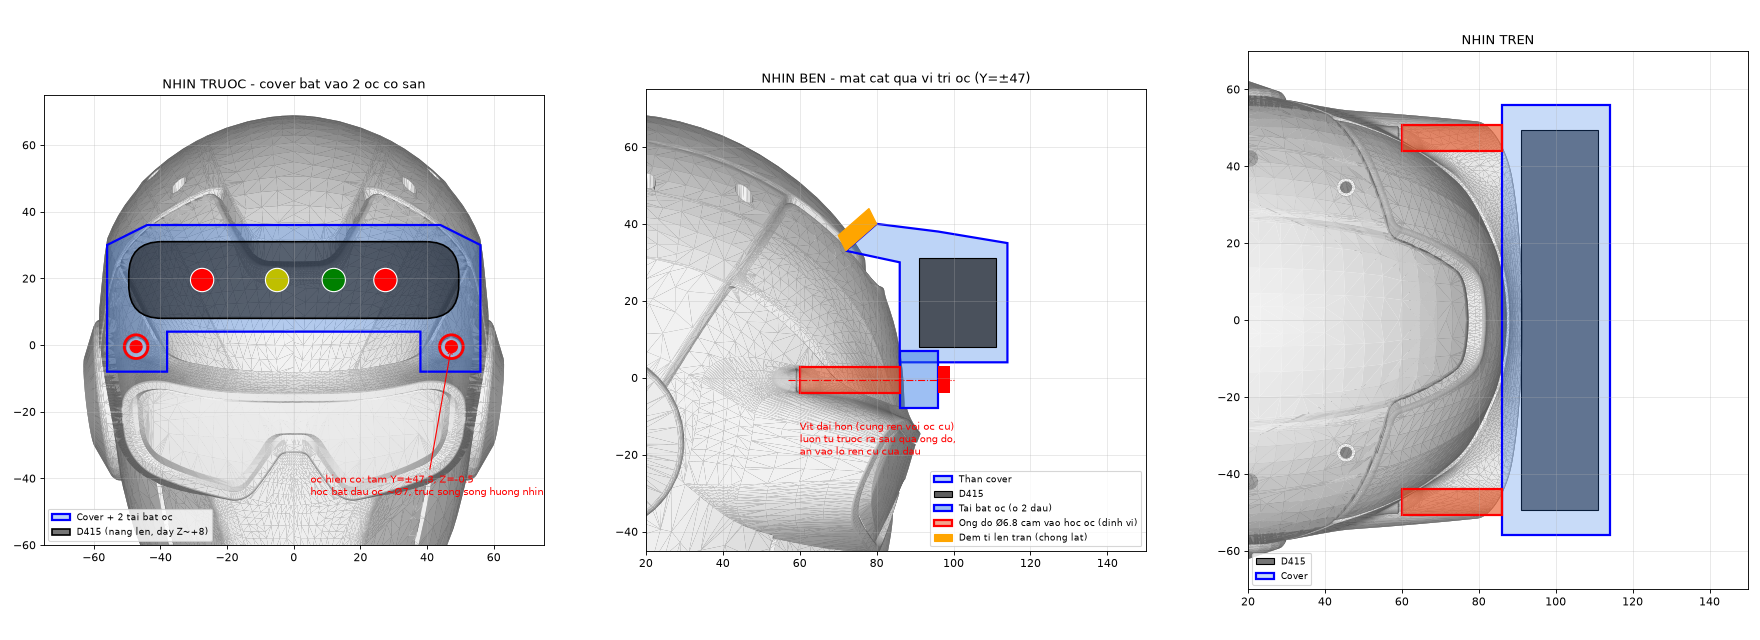 NHIN TRUOC - cover bat vao 2 oc co san
60
40
20
0
−20
−40
−60
−60
−40
−20
0
20
40
60
oc hien co: tam Y=±47.3, Z=-0.5
hoc bat dau oc ~Ø7, truc song song huong nhin
Cover + 2 tai bat oc
D415 (nang len, day Z~+8)
NHIN BEN - mat cat qua vi tri oc (Y=±47)
60
40
20
0
−20
−40
20
40
60
80
100
120
140
Vit dai hon (cung ren voi oc cu)
luon tu truoc ra sau qua ong do,
an vao lo ren cu cua dau
Than cover
D415
Tai bat oc (o 2 dau)
Ong do Ø6.8 cam vao hoc oc (dinh vi)
Dem ti len tran (chong lat)
NHIN TREN
60
40
20
0
−20
−40
−60
20
40
60
80
100
120
140
D415
Cover